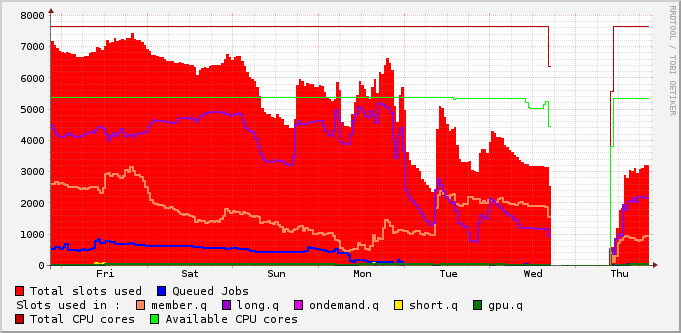 RRDTOOL / TOBI OETIKER
8000
7000
6000
5000
4000
3000
2000
1000
0
Fri Sat Sun Mon Tue Wed Thu
Total slots used Queued Jobs
Slots used in : member.q long.q ondemand.q short.q gpu.q
Total CPU cores Available CPU cores